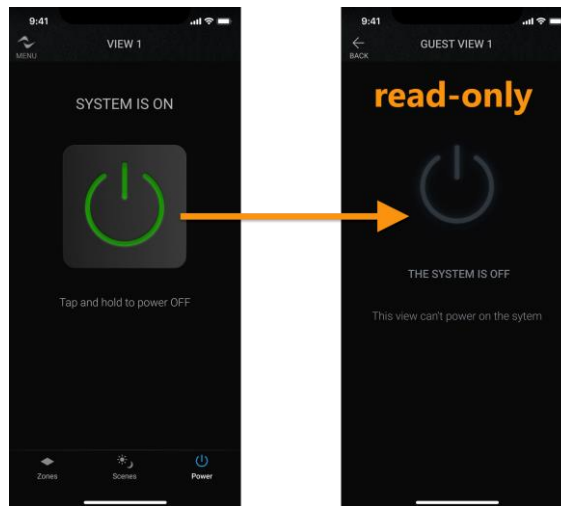 9:41
MENU
VIEW 1
SYSTEM IS ON
Tap and hold to power OFF
Zones
Scenes
Power
9:41
BACK
GUEST VIEW 1
read-only
THE SYSTEM IS OFF
This view can't power on the sytem